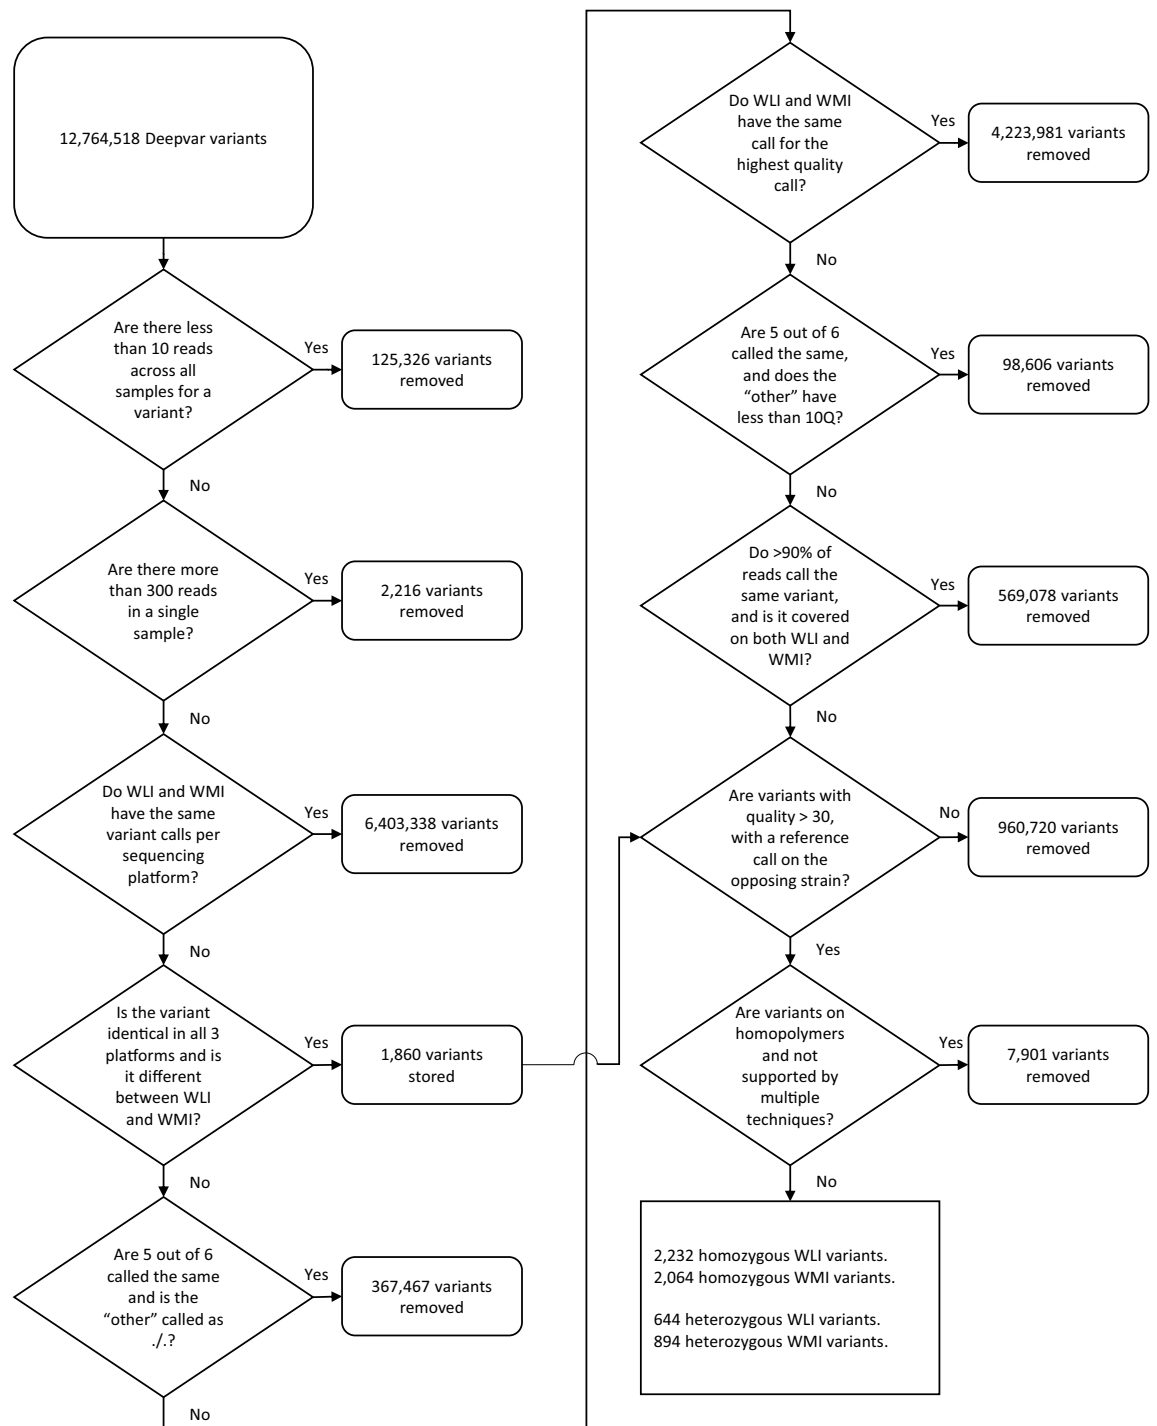 12,764,518 Deepvar variants
Are there less
than 10 reads
across all
samples for a
variant?
Yes
125,326 variants
removed
No
Are there more
than 300 reads
in a single
sample?
Yes
2,216 variants
removed
No
Do WLI and WMI
have the same
variant calls per
sequencing
platform?
Yes
6,403,338 variants
removed
No
Is the variant
identical in all 3
platforms and is
it different
between WLI
and WMI?
Yes
1,860 variants
stored
No
Are 5 out of 6
called the same
and is the
“other” called as
./.?
Yes
367,467 variants
removed
No
Do WLI and WMI
have the same
call for the
highest quality
call?
Yes
4,223,981 variants
removed
No
Are 5 out of 6
called the same,
and does the
“other” have
less than 10Q?
Yes
98,606 variants
removed
No
Do >90% of
reads call the
same variant,
and is it covered
on both WLI and
WMI?
Yes
569,078 variants
removed
No
Are variants with
quality > 30,
with a reference
call on the
opposing strain?
No
960,720 variants
removed
Yes
Are variants on
homopolymers
and not
supported by
multiple
techniques?
Yes
7,901 variants
removed
No
2,232 homozygous WLI variants.
2,064 homozygous WMI variants.
644 heterozygous WLI variants.
894 heterozygous WMI variants.